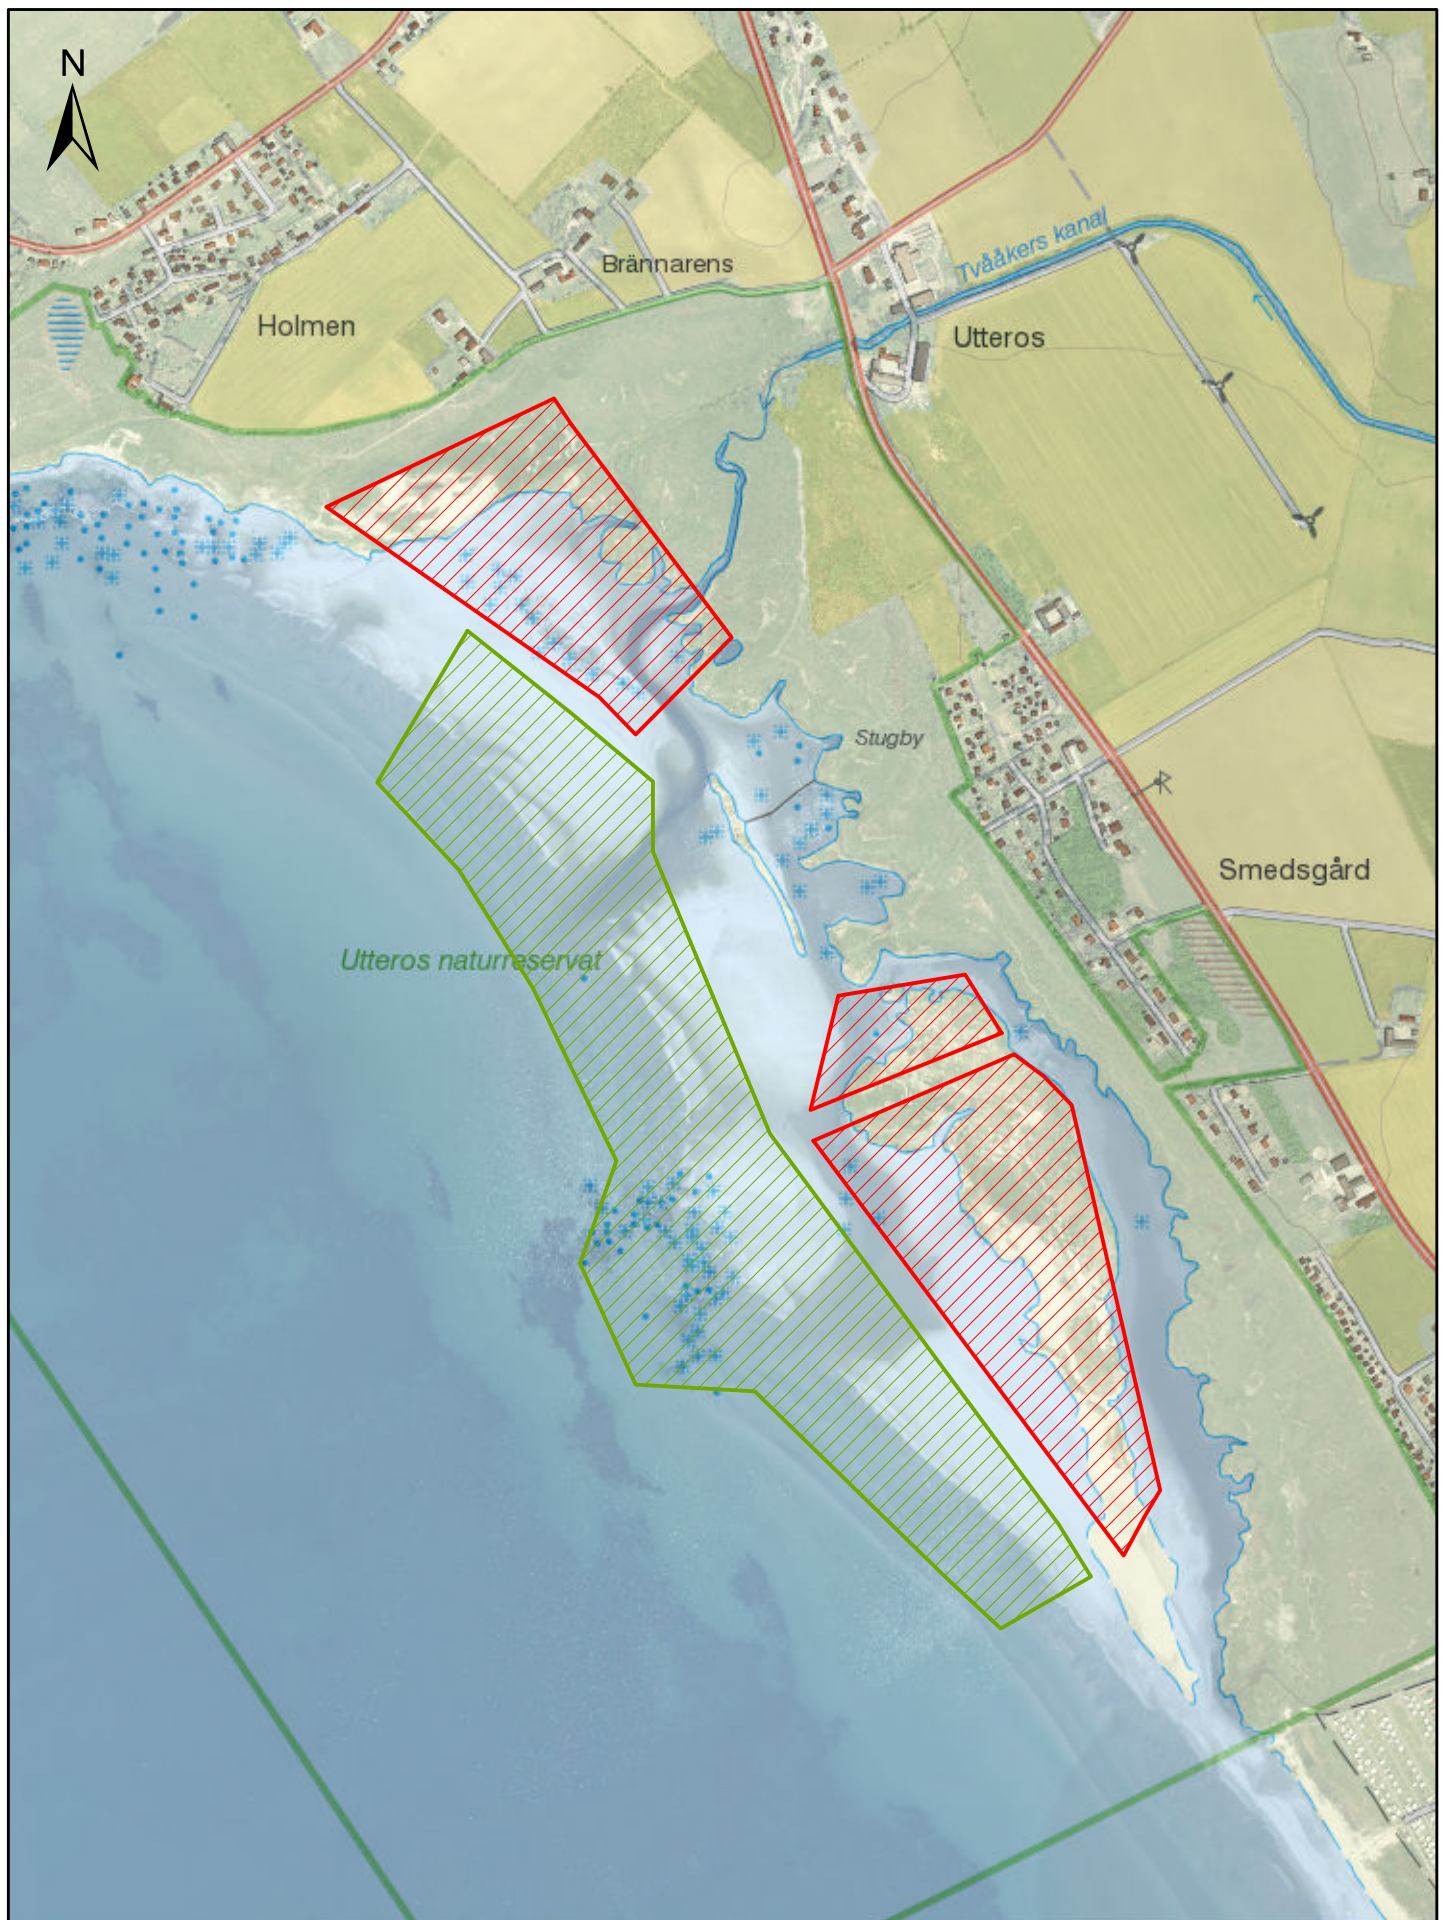 N
Tvååkers kanal
Brännarens
Holmen
Utteros
Stugby
Smedsgård
Utteros naturreservat